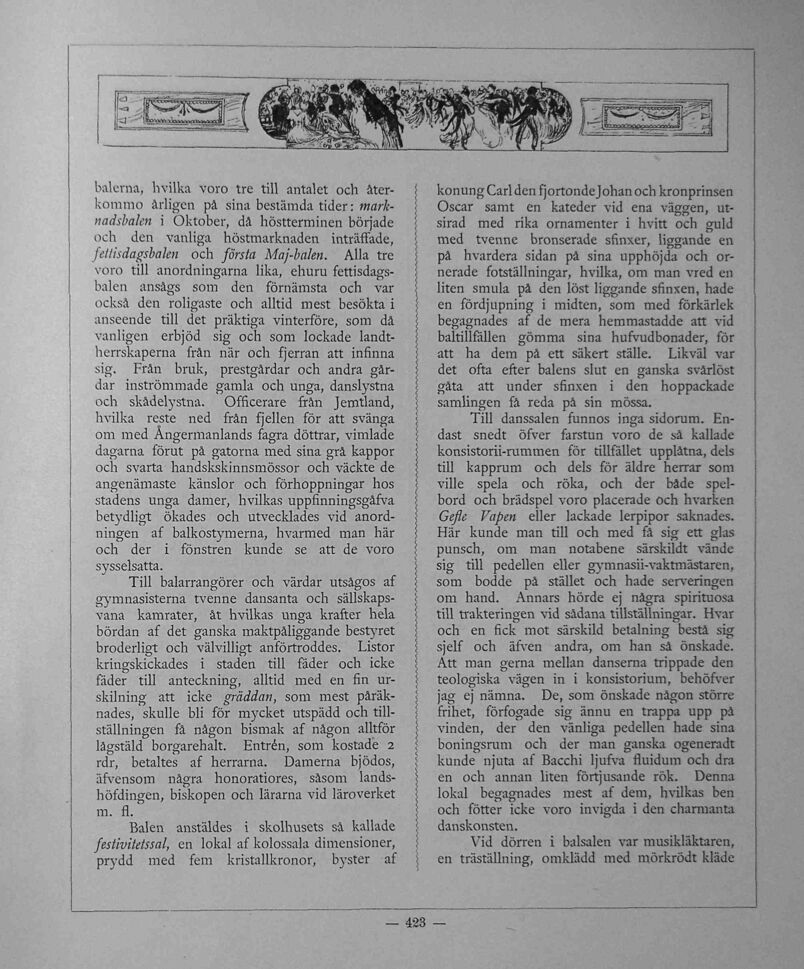 balerna, hvilka voro tre till antalet och åter-
kommo årligen på sina bestämda tider: mark-
nadsbalen i Oktober, då höstterminen började
och den vanliga höstmarknaden inträffade,
fettisdagsbalen och första Maj-balen. Alla tre
voro till anordningarna lika, ehuru fettisdags-
balen ansågs som den förnämsta och var
också den roligaste och alltid mest besökta i
anseende till det präktiga vinterföre, som då
vanligen erbjöd sig och som lockade landt-
herrskaperna från när och fjerran att infinna
sig. Från bruk, prestgårdar och andra går-
dar inströmmade gamla och unga, danslystna
och skådelystna. Officerare från Jemtland,
hvilka reste ned från fjellen för att svänga
om med Ångermanlands fagra döttrar, vimlade
dagarna förut på gatorna med sina grå kappor
och svarta handskskinnsmössor och väckte de
angenämaste känslor och förhoppningar hos
stadens unga damer, hvilkas uppfinningsgåfva
betydligt ökades och utvecklades vid anord-
ningen af balkostymerna, hvarmed man här
och der i fönstren kunde se att de voro
sysselsatta.
Till balarrangörer och värdar utsågos af
gymnasisterna tvenne dansanta och sällskaps-
vana kamrater, åt hvilkas unga krafter hela
bördan af det ganska maktpåliggande bestyret
broderligt och välvilligt anförtroddes. Listor
kringskickades i staden till fäder och icke
fäder till anteckning, alltid med en fin ur-
skilning att icke gräddan, som mest påräk-
nades, skulle bli för mycket utspädd och till-
ställningen få någon bismak af någon alltför
lågstäld borgarehalt. Entrén, som kostade 2
rdr, betaltes af herrarna. Damerna bjödos,
äfvensom några honoratiores, såsom lands-
höfdingen, biskopen och lärarna vid läroverket
m. fl.
Balen anstäldes i skolhusets så kallade
festivitetssal, en lokal af kolossala dimensioner,
prydd med fem kristallkronor, byster af
konung Carl den fjortonde Johan och kronprinsen
Oscar samt en kateder vid ena väggen, ut-
sirad med rika ornamenter i hvitt och guld
med tvenne bronserade sfinxer, liggande en
på hvardera sidan på sina upphöjda och or-
nerade fotställningar, hvilka, om man vred en
liten smula på den löst liggande sfinxen, hade
en fördjupning i midten, som med förkärlek
begagnades af de mera hemmastadde att vid
baltillfällen gömma sina hufvudbonader, för
att ha dem på ett säkert ställe. Likväl var
det ofta efter balens slut en ganska svårlöst
gåta att under sfinxen i den hoppackade
samlingen få reda på sin mössa.
Till danssalen funnos inga sidorum. En-
dast snedt öfver farstun voro de så kallade
konsistorii-rummen för tillfället upplåtna, dels
till kapprum och dels för äldre herrar som
ville spela och röka, och der både spel-
bord och brädspel voro placerade och hvarken
Gefle Vapen eller lackade lerpipor saknades.
Här kunde man till och med få sig ett glas
punsch, om man notabene särskildt vände
sig till pedellen eller gymnasii-vaktmästaren,
som bodde på stället och hade serveringen
om hand. Annars hörde ej några spirituosa
till trakteringen vid sådana tillställningar. Hvar
och en fick mot särskild betalning bestå sig
sjelf och äfven andra, om han så önskade.
Att man gerna mellan danserna trippade den
teologiska vägen in i konsistorium, behöfver
jag ej nämna. De, som önskade någon större
frihet, förfogade sig ännu en trappa upp på
vinden, der den vänliga pedellen hade sina
boningsrum och der man ganska ogeneradt
kunde njuta af Bacchi ljufva fluidum och dra
en och annan liten förtjusande rök. Denna
lokal begagnades mest af dem, hvilkas ben
och fötter icke voro invigda i den charmanta
danskonsten.
Vid dörren i balsalen var musikläktaren,
en träställning, omklädd med mörkrödt kläde
— 423 —